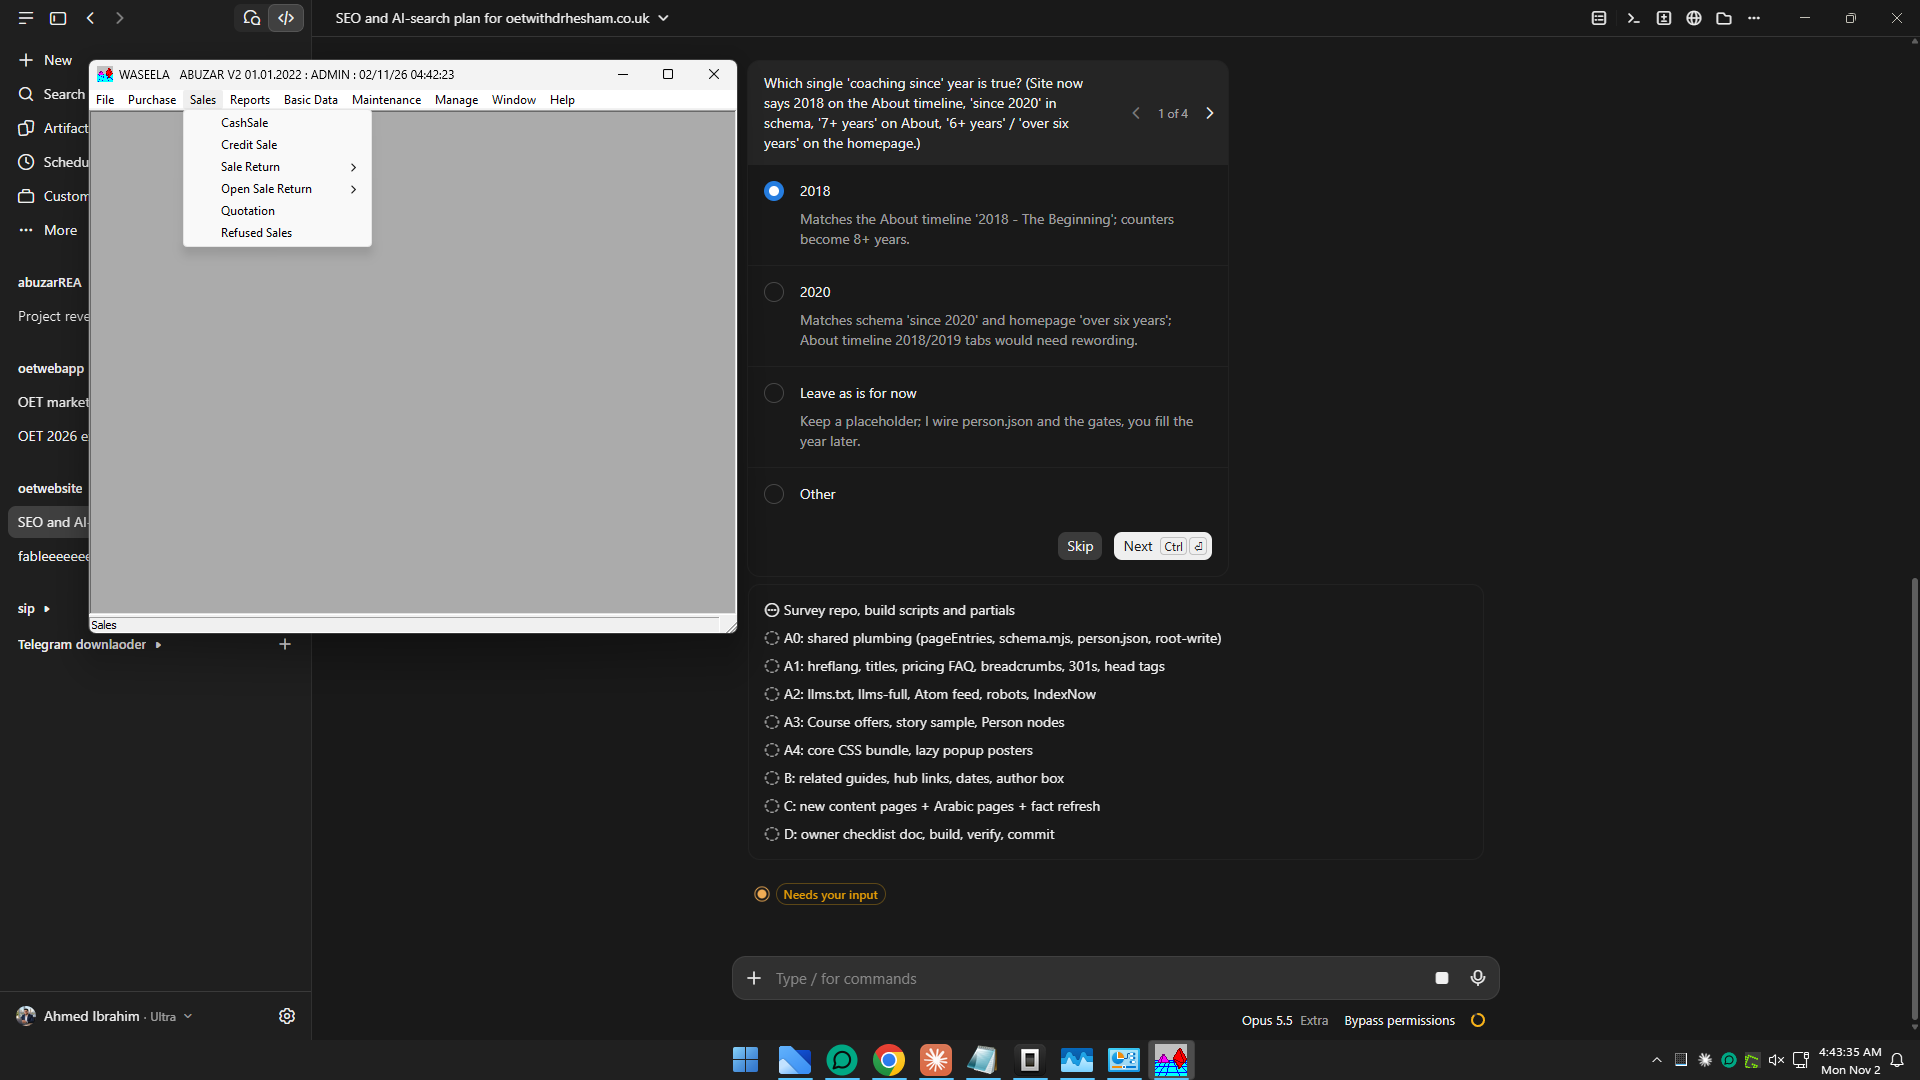 SEO and AI-search plan for oetwithdrhesham.co.uk
New
Search
Artifact
Schedu
Custom
More
abuzarREA
Project reve
oetwebapp
OET market
OET 2026 e
oetwebsite
SEO and AI-
fableeeeeee
sip
Telegram downlaoder
Ahmed Ibrahim · Ultra
WASEELA ABUZAR V2 01.01.2022 : ADMIN : 02/11/26 04:42:23
File Purchase Sales Reports Basic Data Maintenance Manage Window Help
CashSale
Credit Sale
Sale Return
Open Sale Return
Quotation
Refused Sales
Sales
Which single 'coaching since' year is true? (Site now
says 2018 on the About timeline, 'since 2020' in
schema, '7+ years' on About, '6+ years' / 'over six
years' on the homepage.)
1 of 4
2018
Matches the About timeline '2018 - The Beginning'; counters
become 8+ years.
2020
Matches schema 'since 2020' and homepage 'over six years';
About timeline 2018/2019 tabs would need rewording.
Leave as is for now
Keep a placeholder; I wire person.json and the gates, you fill the
year later.
Other
Skip
Next Ctrl
Survey repo, build scripts and partials
A0: shared plumbing (pageEntries, schema.mjs, person.json, root-write)
A1: hreflang, titles, pricing FAQ, breadcrumbs, 301s, head tags
A2: llms.txt, llms-full, Atom feed, robots, IndexNow
A3: Course offers, story sample, Person nodes
A4: core CSS bundle, lazy popup posters
B: related guides, hub links, dates, author box
C: new content pages + Arabic pages + fact refresh
D: owner checklist doc, build, verify, commit
Needs your input
Type / for commands
Opus 5.5 Extra Bypass permissions
4:43:35 AM
Mon Nov 2